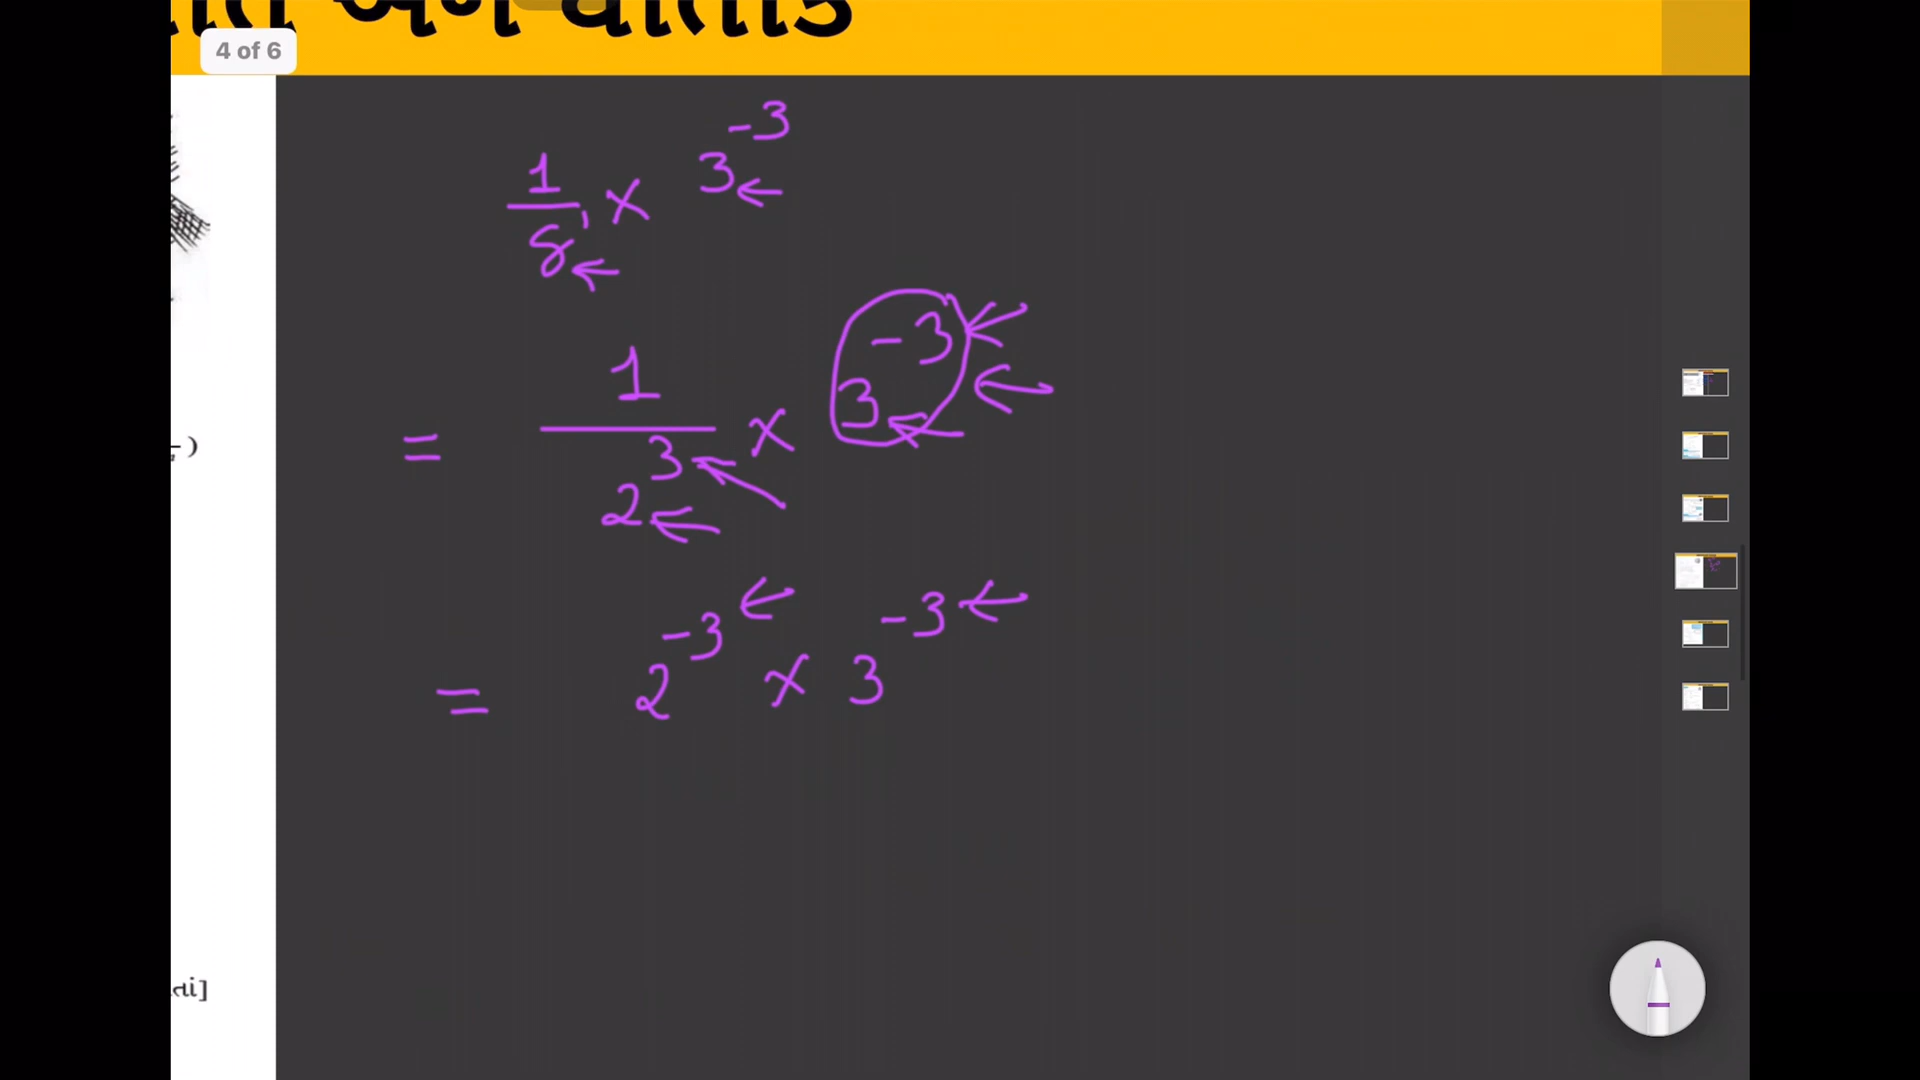 ઘાતાંક
4 of 6
1/8 × 3^-3
= 1/2^3 × 3^-3
= 2^-3 × 3^-3